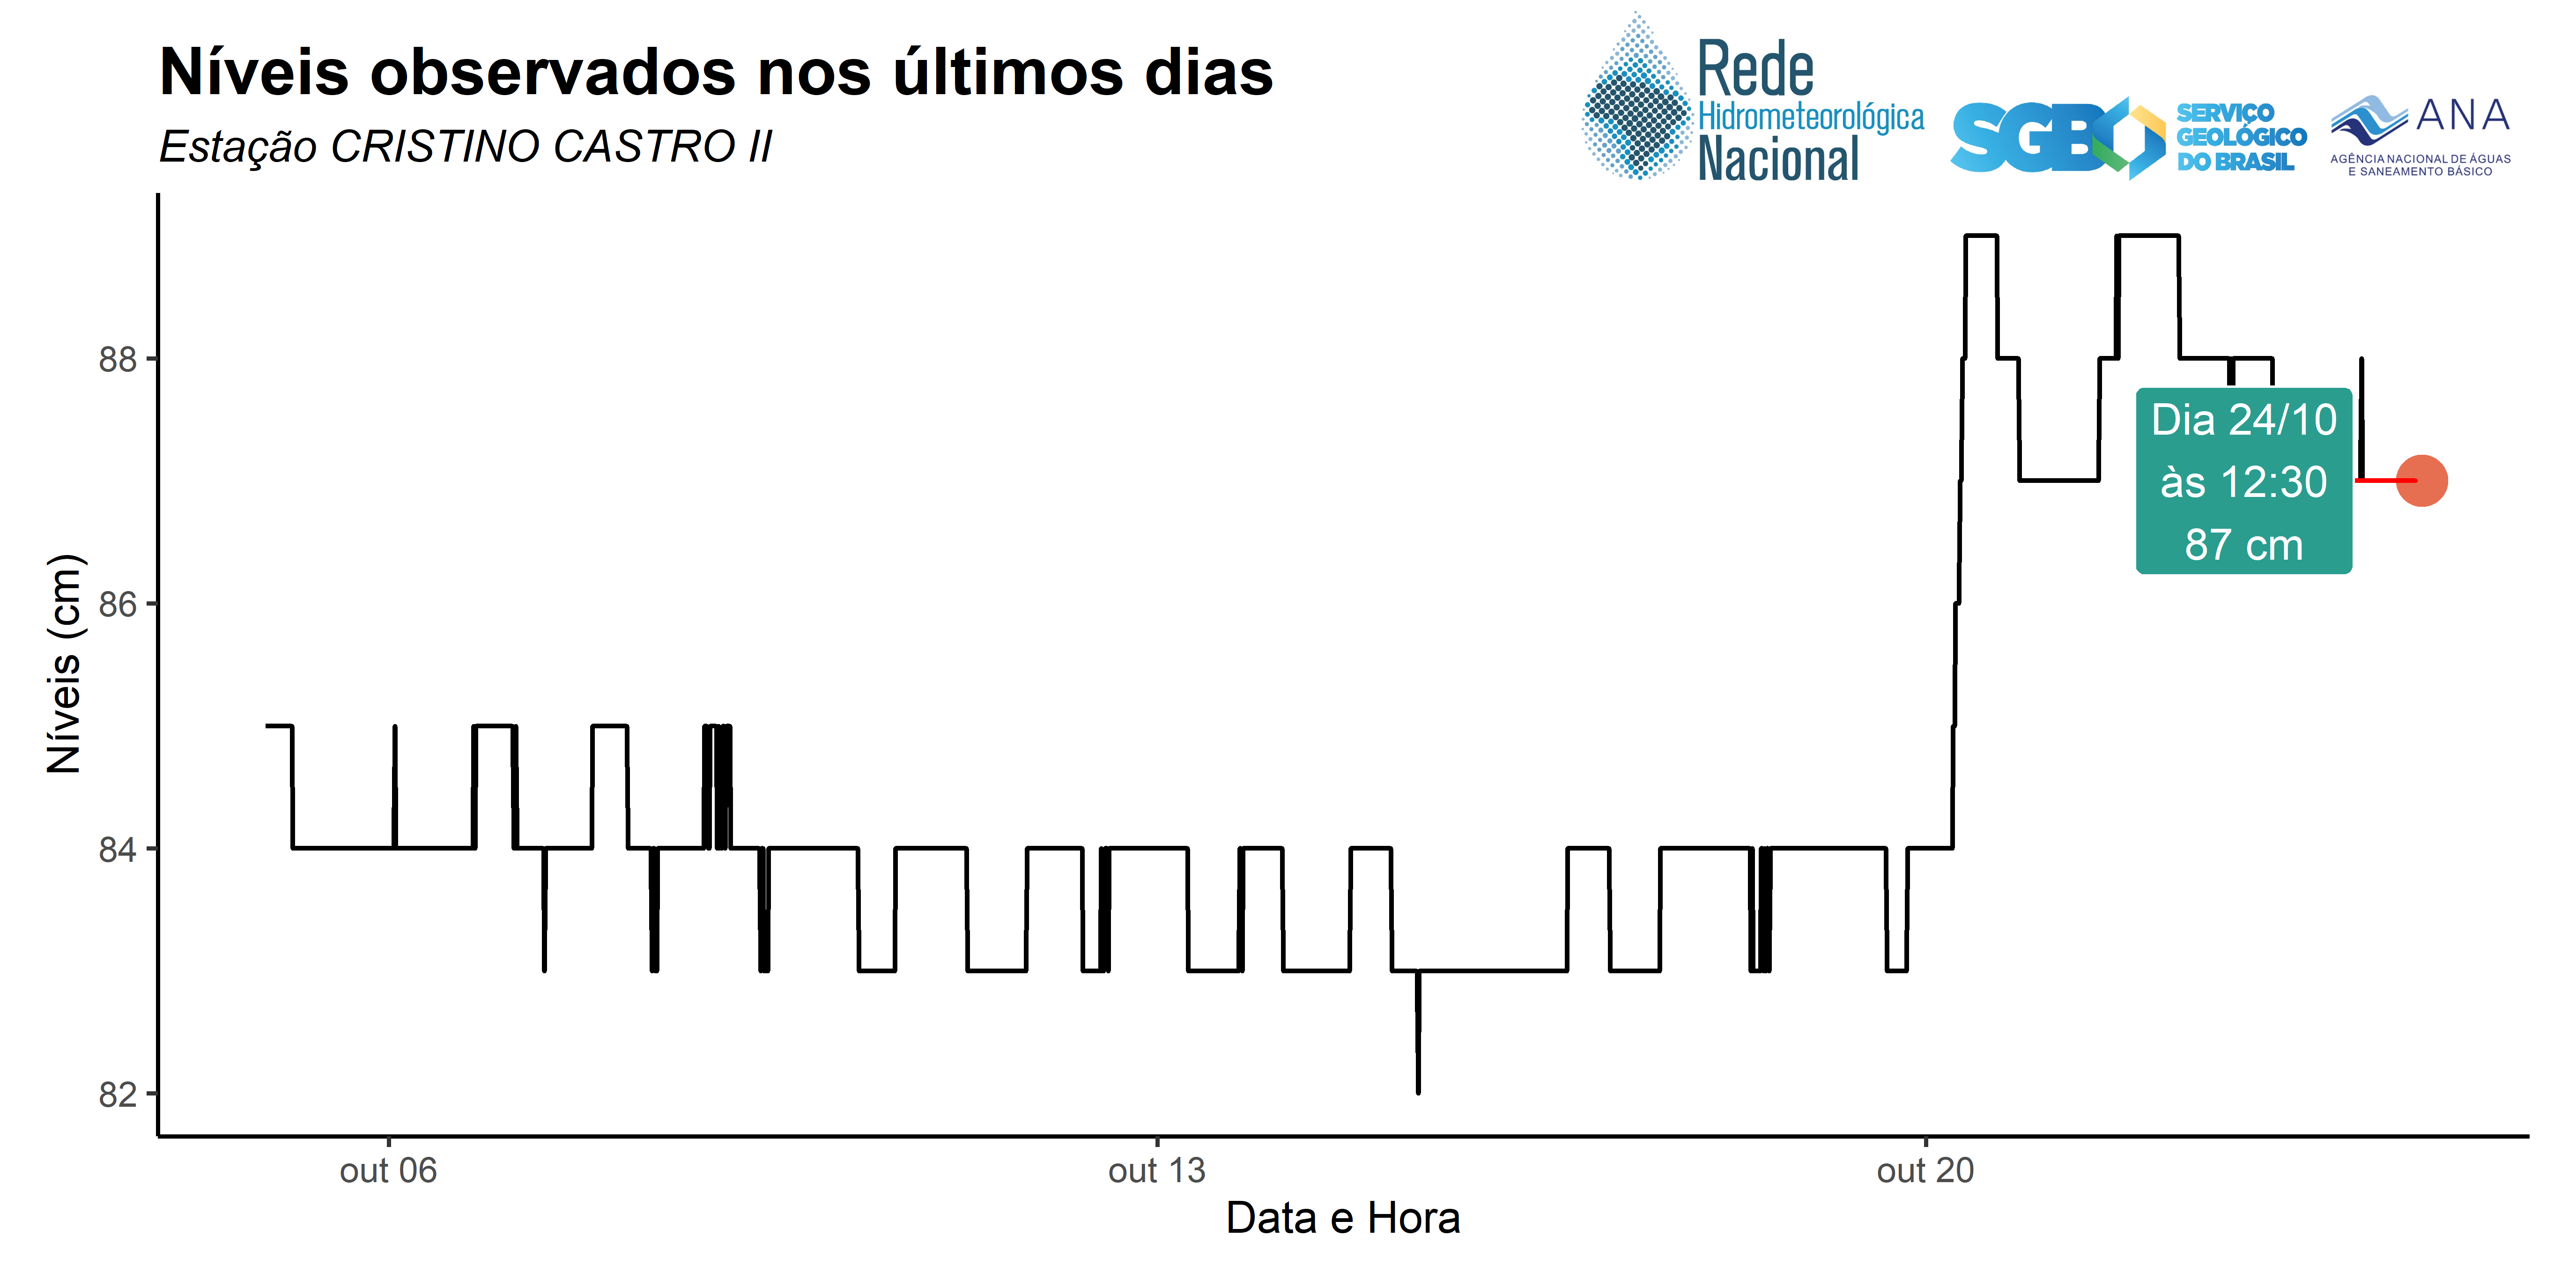 Níveis observados nos últimos dias
Estação CRISTINO CASTRO II
Rede
Hidrometeorológica
Nacional
SGB
SERVIÇO
GEOLÓGICO
DO BRASIL
ANA
AGÊNCIA NACIONAL DE ÁGUAS
E SANEAMENTO BÁSICO
Níveis (cm)
88
86
84
82
Dia 24/10
às 12:30
87 cm
out 06
out 13
out 20
Data e Hora